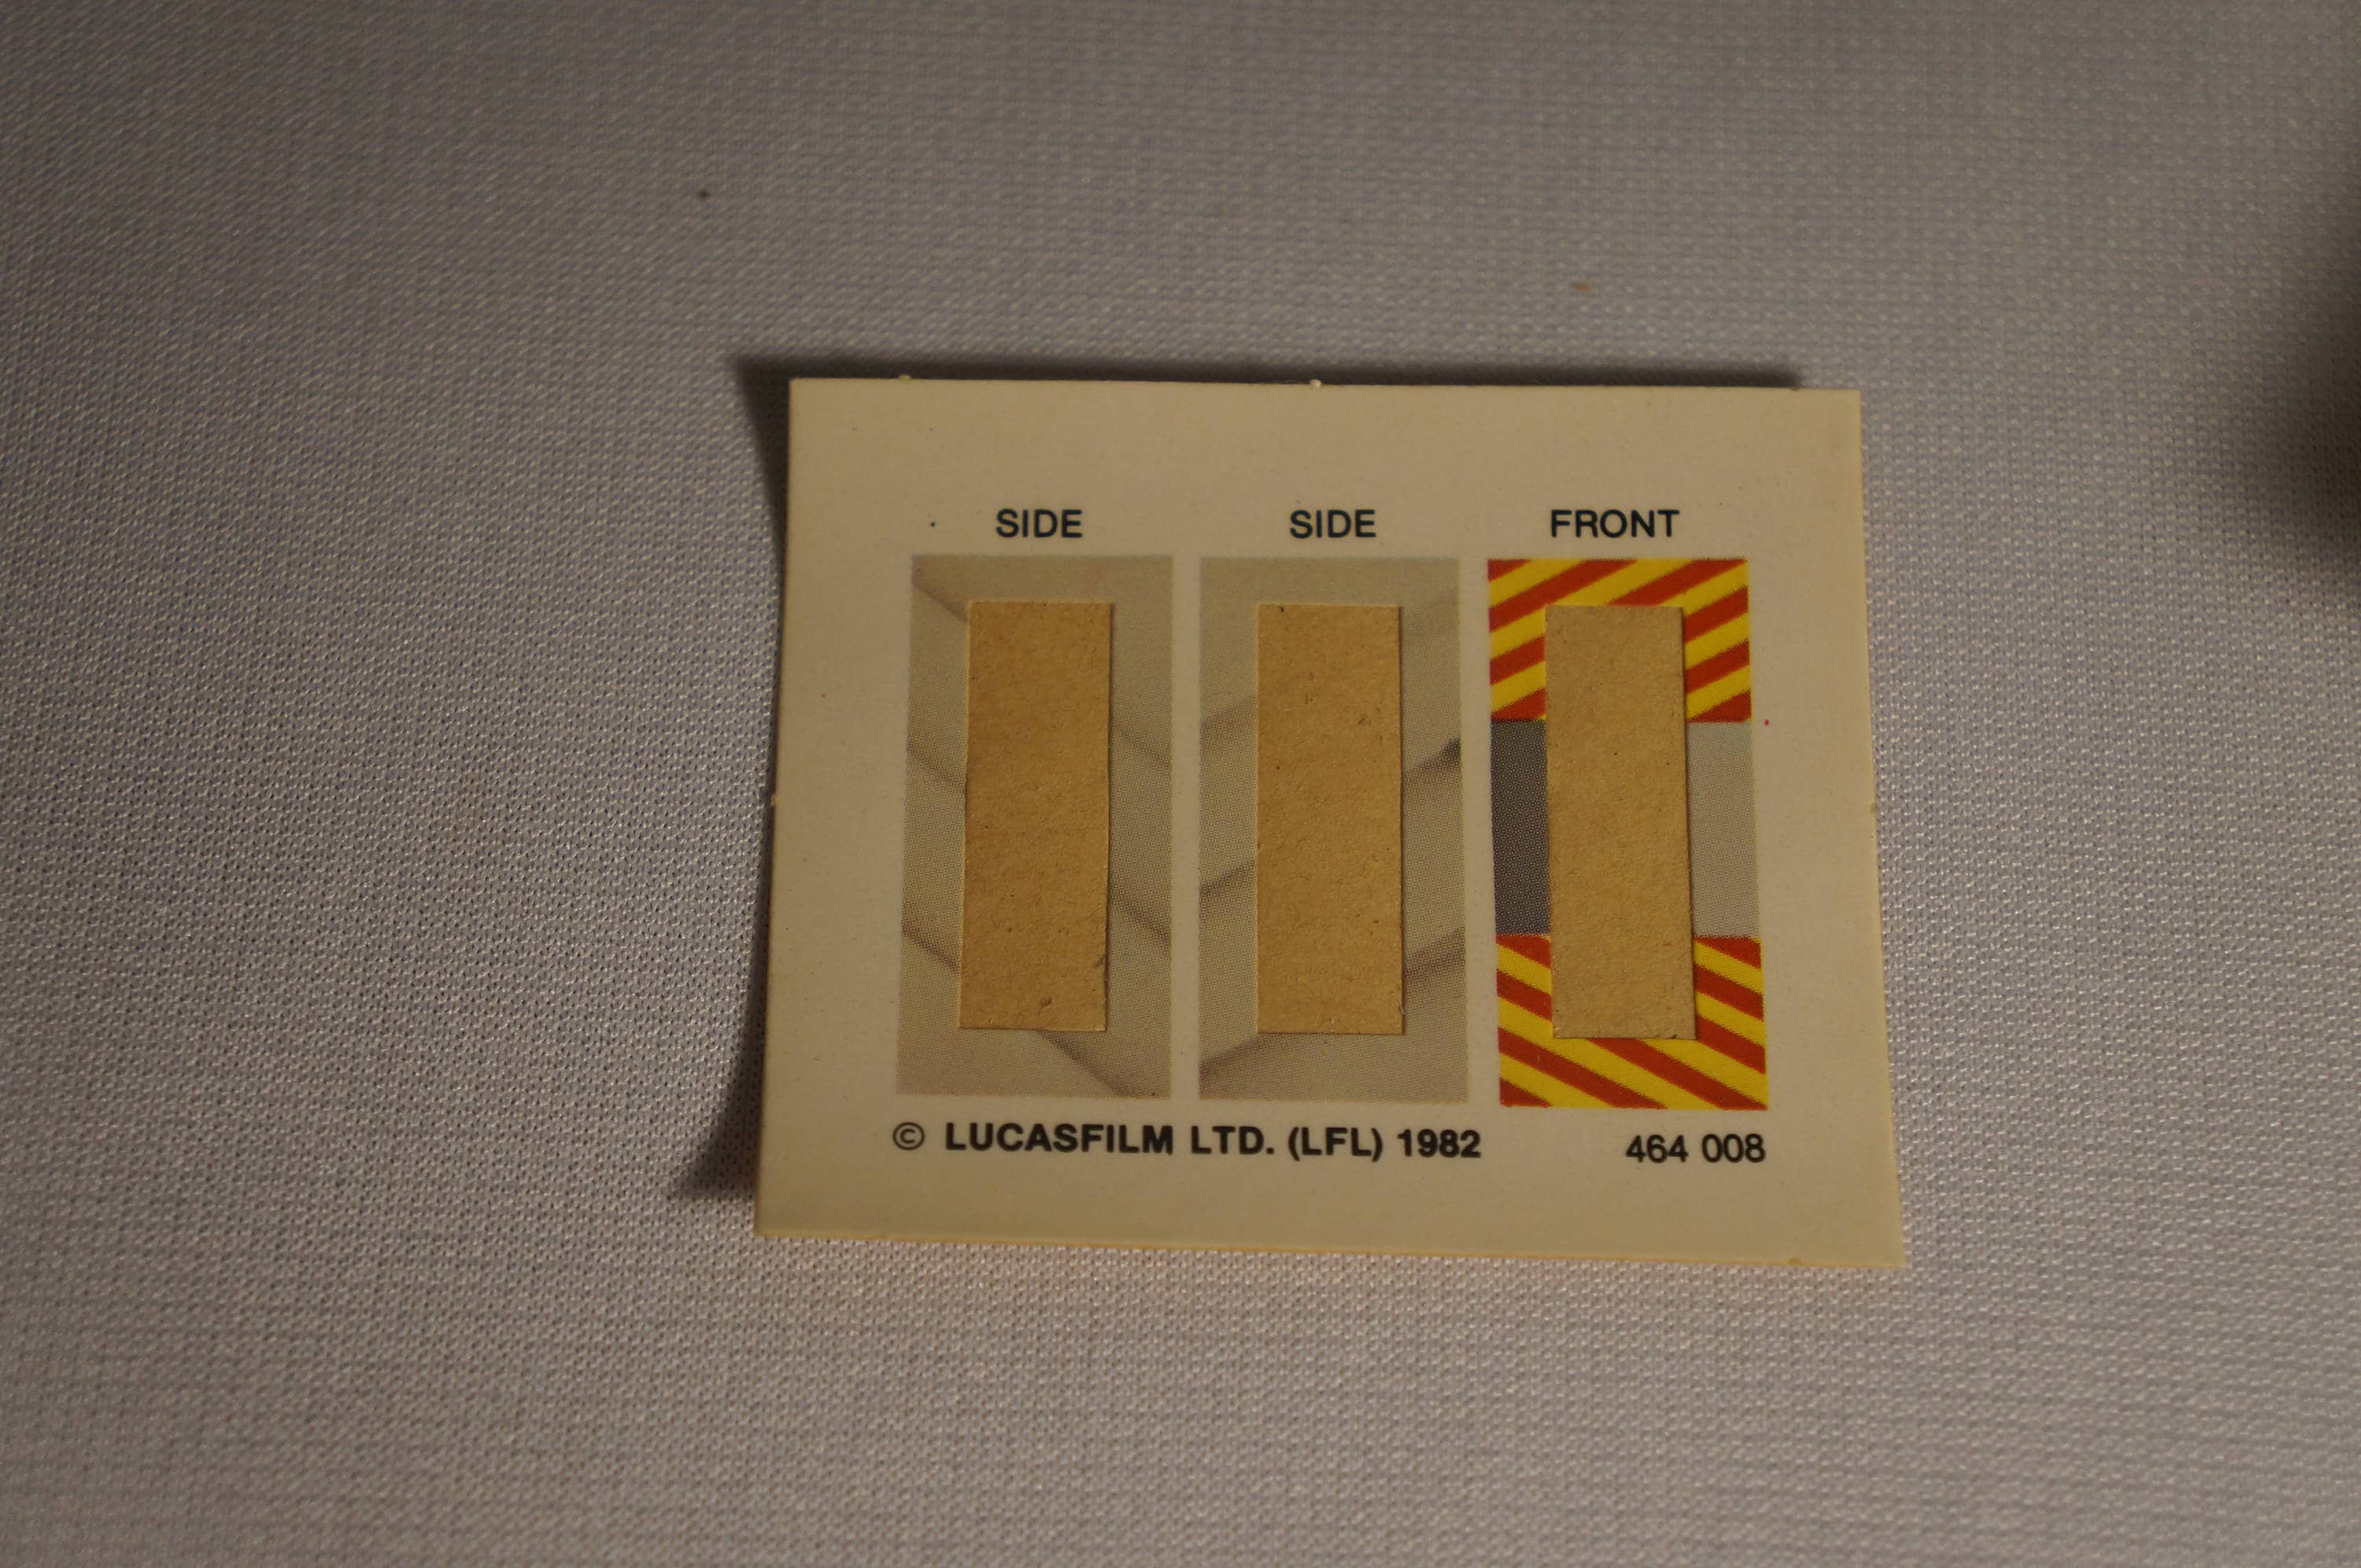 SIDE SIDE FRONT
© LUCASFILM LTD. (LFL) 1982 464 008